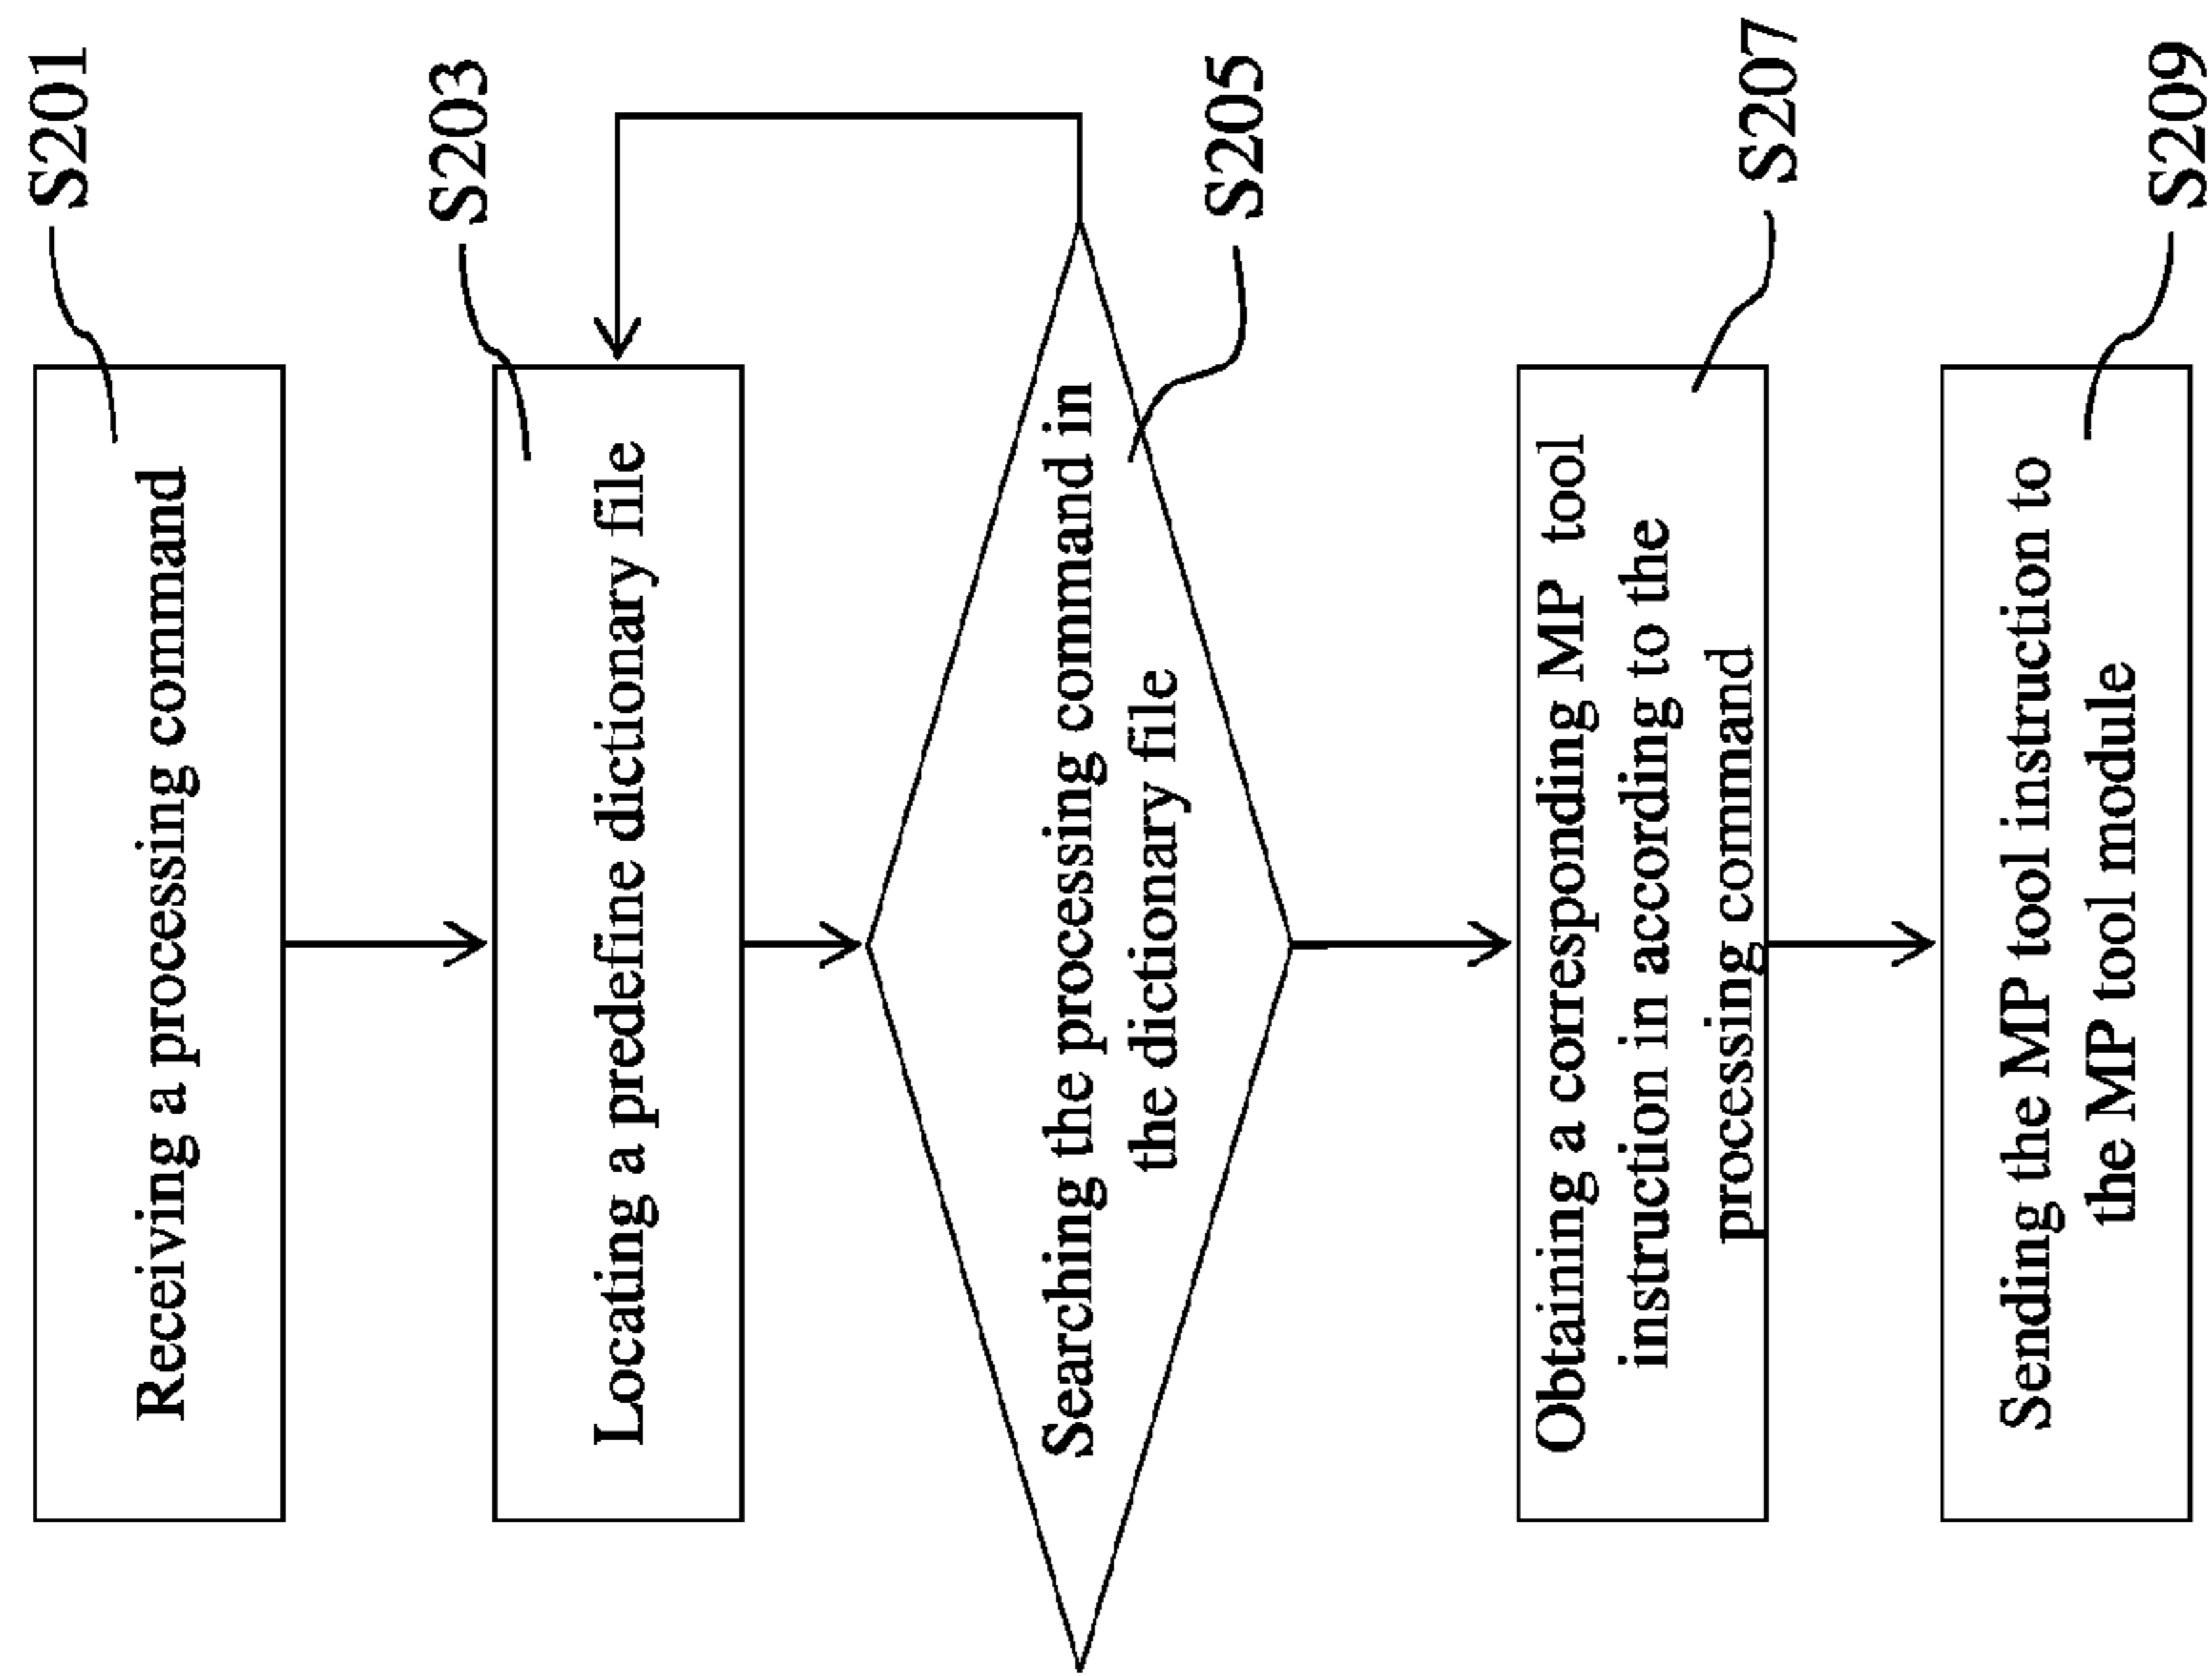 S201
Receiving a processing command
S203
Locating a predefine dictionary file
Searching the processing command in
the dictionary file
S205
Obtaining a corresponding MP tool
instruction in according to the
processing command
S207
Sending the MP tool instruction to
the MP tool module
S209